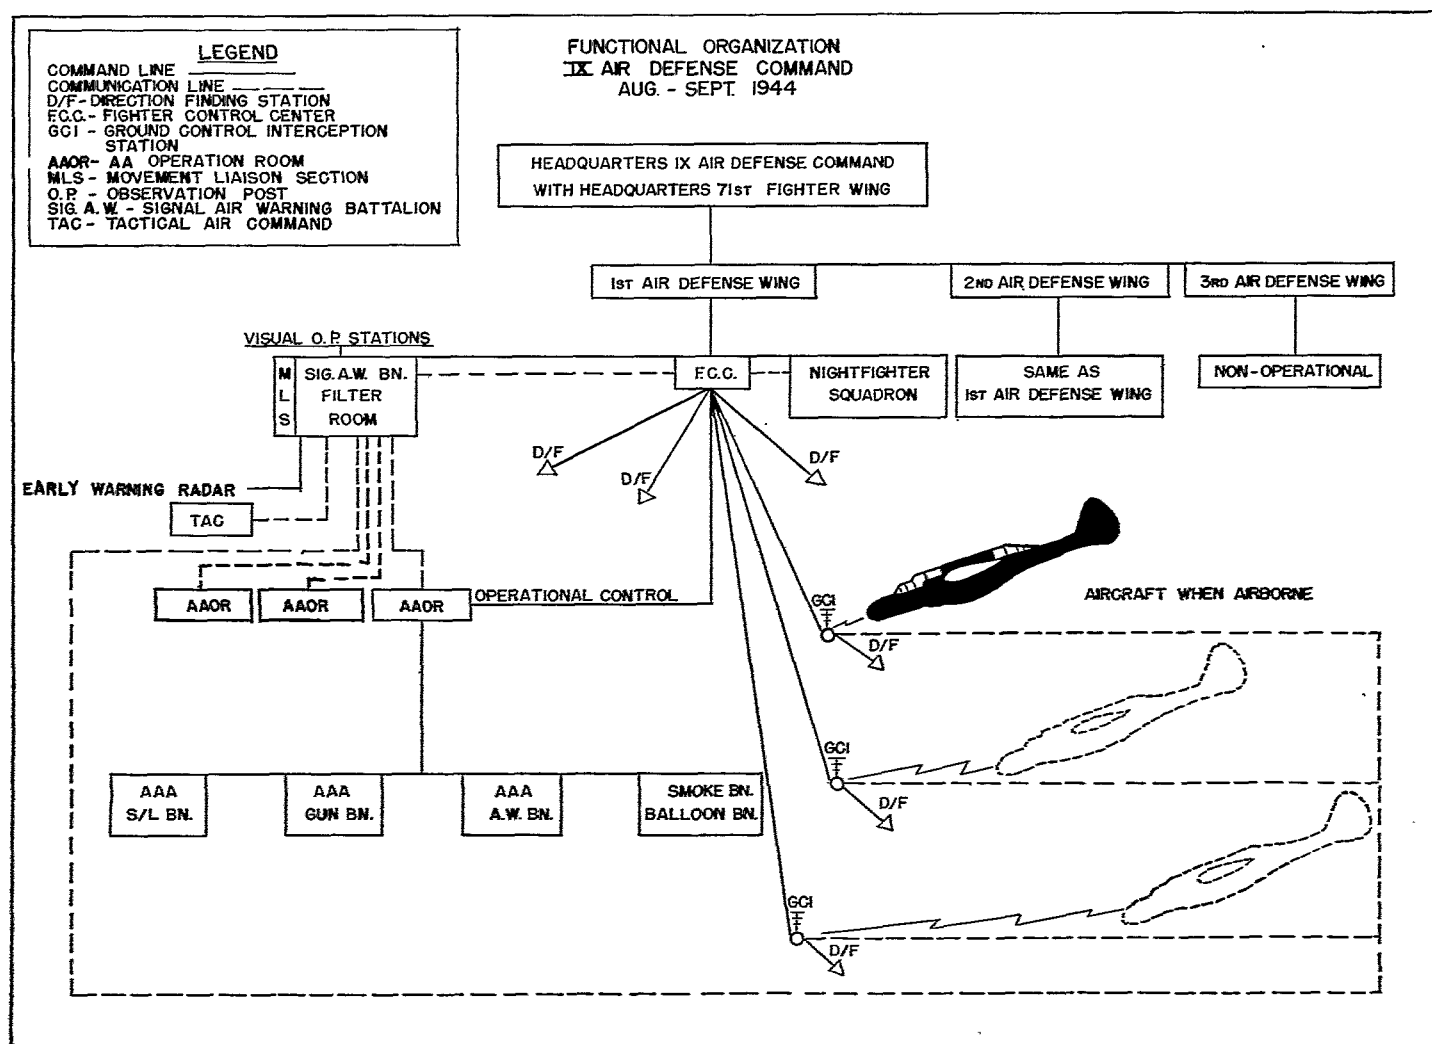 LEGEND
COMMAND LINE
COMMUNICATION LINE
D/F-DIRECTION FINDING STATION
F.C.C.- FIGHTER CONTROL CENTER
GCI - GROUND CONTROL INTERCEPTION
STATION
AAOR- AA OPERATION ROOM
MLS - MOVEMENT LIAISON SECTION
O.P. - OBSERVATION POST
SIG. A.W. - SIGNAL AIR WARNING BATTALION
TAC - TACTICAL AIR COMMAND
FUNCTIONAL ORGANIZATION
IX AIR DEFENSE COMMAND
AUG. - SEPT. 1944
HEADQUARTERS IX AIR DEFENSE COMMAND
WITH HEADQUARTERS 71ST FIGHTER WING
1ST AIR DEFENSE WING
2ND AIR DEFENSE WING
3RD AIR DEFENSE WING
VISUAL O.P. STATIONS
M
L
S
SIG. A.W. BN.
FILTER
ROOM
F.C.C.
NIGHTFIGHTER
SQUADRON
SAME AS
1ST AIR DEFENSE WING
NON-OPERATIONAL
D/F
D/F
D/F
EARLY WARNING RADAR
TAC
AAOR
AAOR
AAOR
OPERATIONAL CONTROL
GCI
D/F
AIRCRAFT WHEN AIRBORNE
GCI
D/F
AAA
S/L BN.
AAA
GUN BN.
AAA
A.W. BN.
SMOKE BN.
BALLOON BN.
GCI
D/F